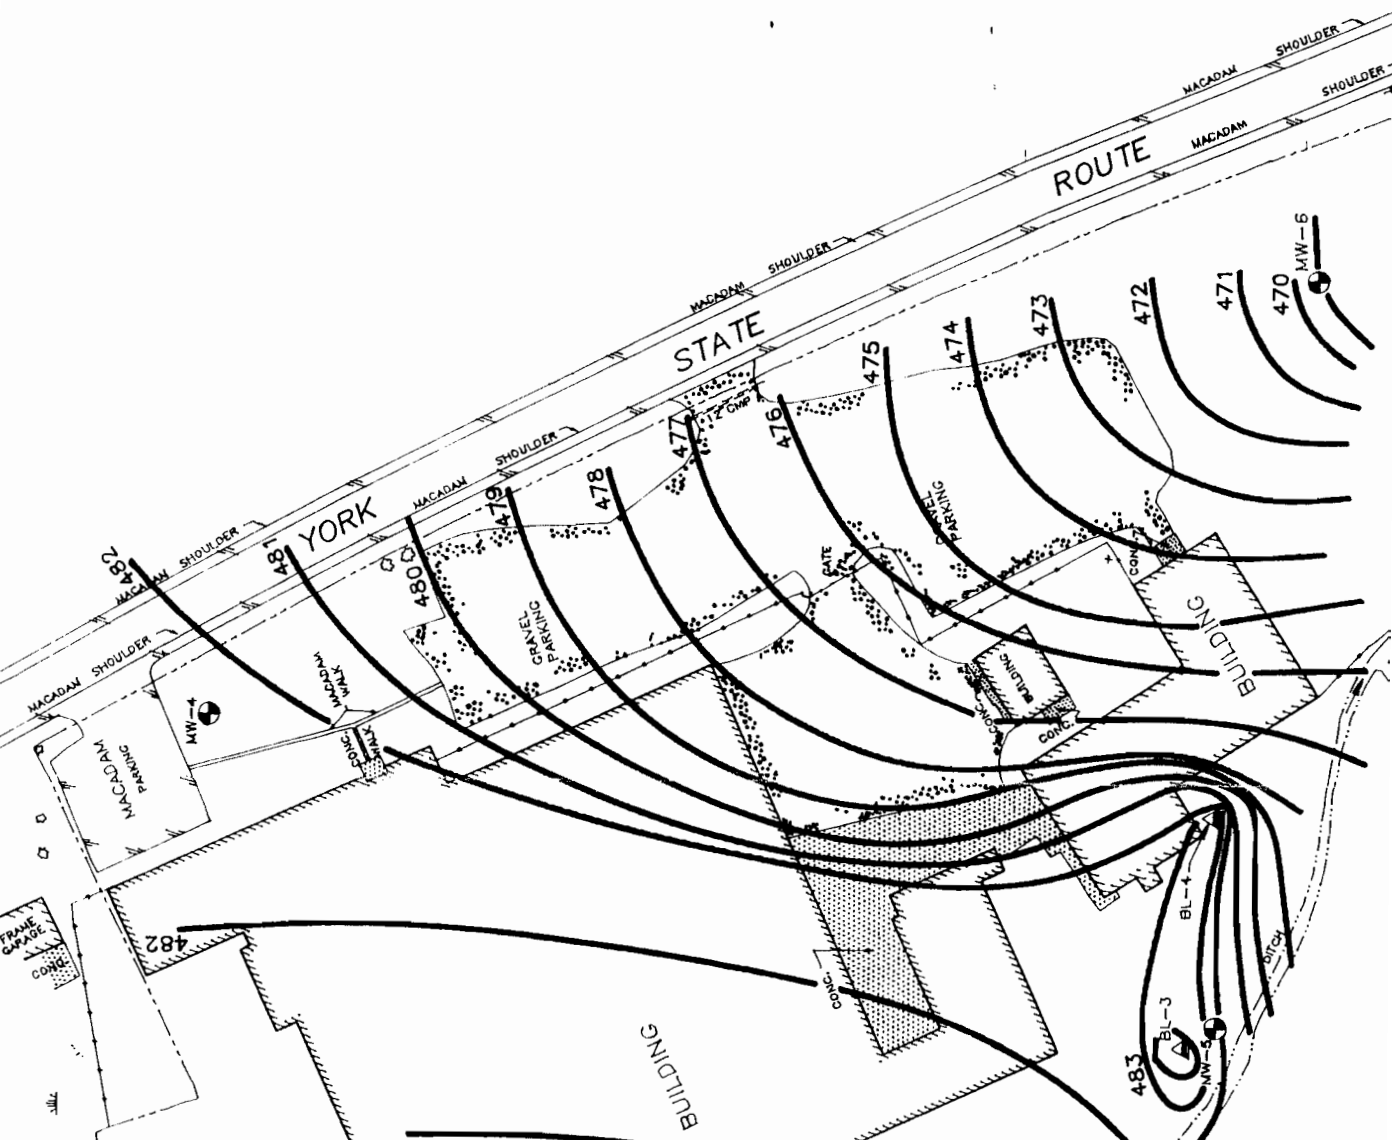 SHOULDER
MACADAM
SHOULDER
MACADAM
ROUTE
SHOULDER
MACADAM
STATE
MW-6
470
471
472
473
474
475
476
477
478
479
480
481
482
12" CMP
SHOULDER
MACADAM
YORK
SHOULDER
MACADAM
SHOULDER
MACADAM
GRAVEL
PARKING
GRAVEL
PARKING
GATE
CONC.
MACADAM
WALK
CONC.
WALK
MW-4
MACADAM
PARKING
BUILDING
CONC.
CONC.
BUILDING
FRAME
GARAGE
CONC.
482
CONC.
BUILDING
BL-4
DITCH
BL-3
MW-5
483